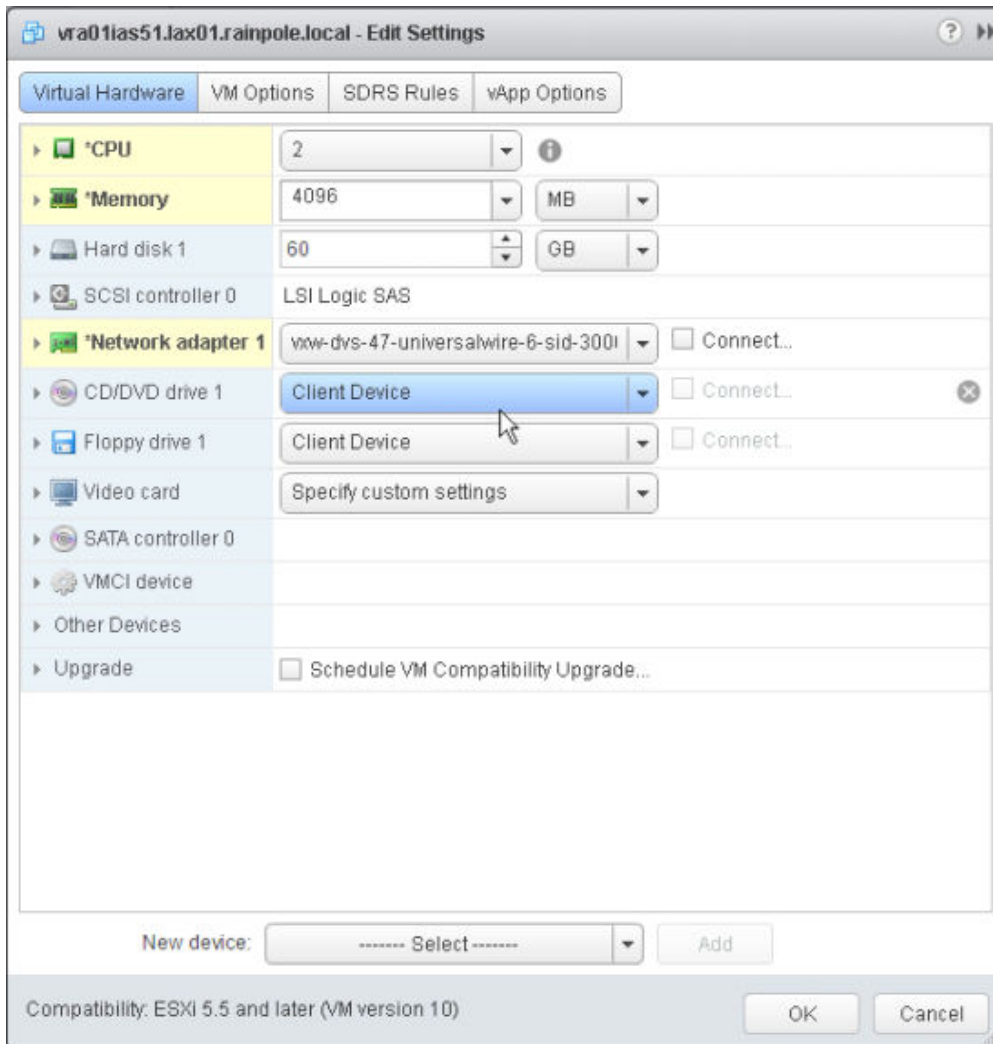 vra01ias51.lax01.rainpole.local - Edit Settings
Virtual Hardware VM Options SDRS Rules vApp Options
*CPU 2
*Memory 4096 MB
Hard disk 1 60 GB
SCSI controller 0 LSI Logic SAS
*Network adapter 1 vxw-dvs-47-universalwire-6-sid-300 Connect...
CD/DVD drive 1 Client Device Connect...
Floppy drive 1 Client Device Connect...
Video card Specify custom settings
SATA controller 0
VMCI device
Other Devices
Upgrade Schedule VM Compatibility Upgrade...
New device: ------- Select ------- Add
Compatibility: ESXi 5.5 and later (VM version 10) OK Cancel